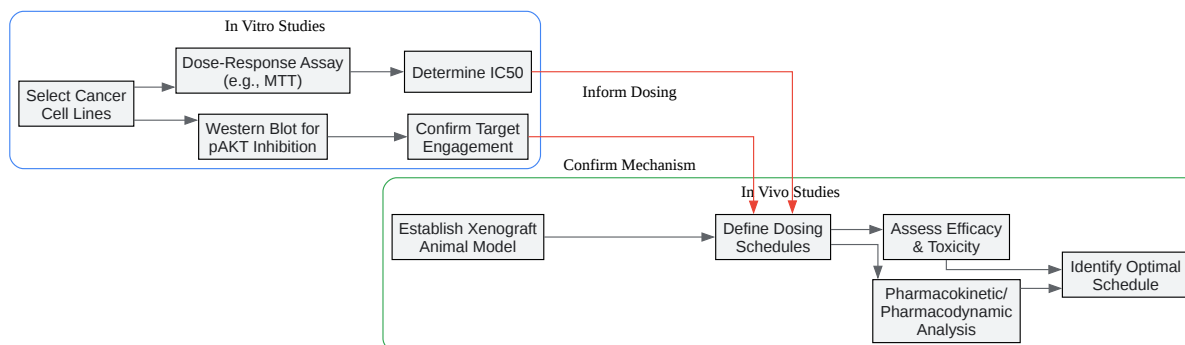 In Vitro Studies
Dose-Response Assay
(e.g., MTT)
Determine IC50
Inform Dosing
Select Cancer
Cell Lines
Western Blot for
pAKT Inhibition
Confirm Target
Engagement
Confirm Mechanism
In Vivo Studies
Establish Xenograft
Animal Model
Define Dosing
Schedules
Assess Efficacy
& Toxicity
Identify Optimal
Schedule
Pharmacokinetic/
Pharmacodynamic
Analysis